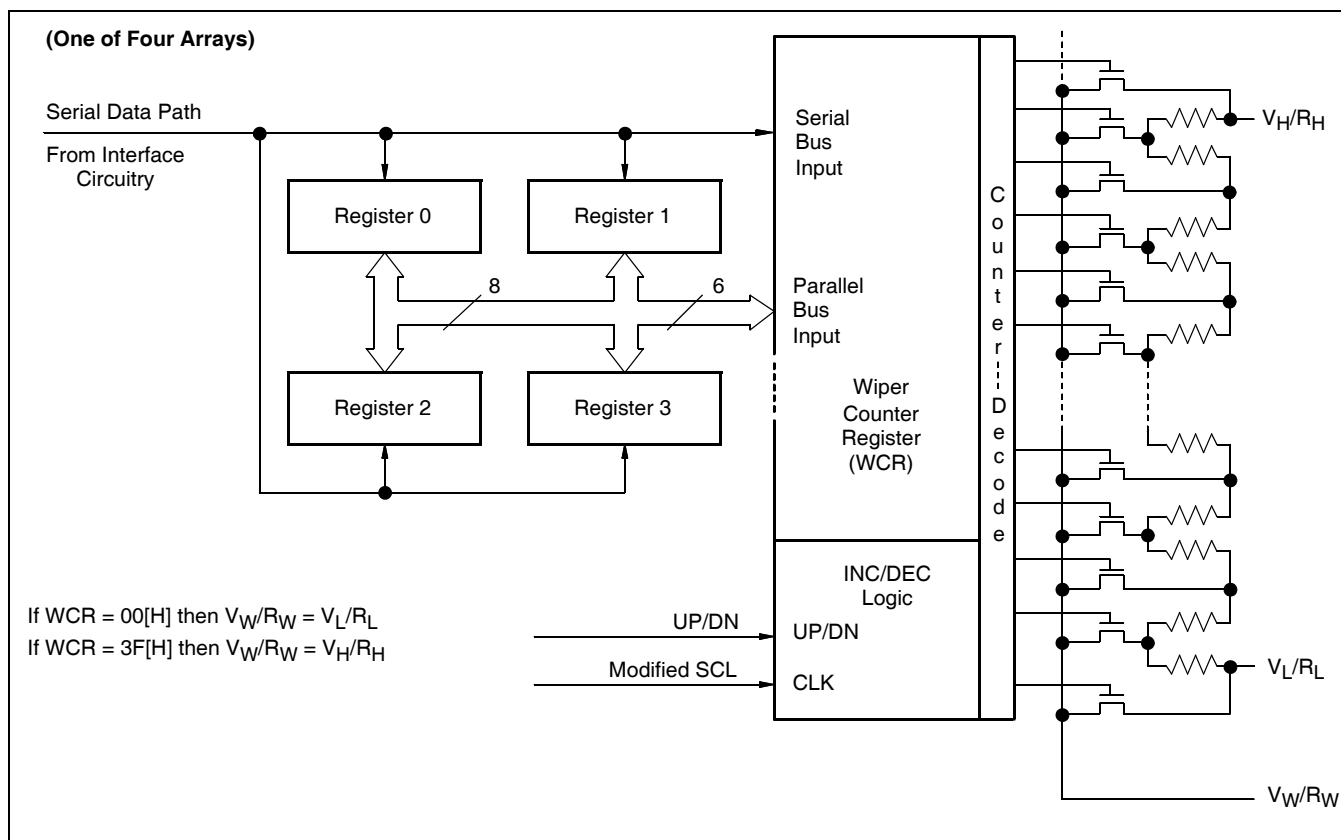 (One of Four Arrays)
Serial Data Path
From Interface
Circuitry
Register 0
Register 1
8
6
Register 2
Register 3
Serial
Bus
Input
Parallel
Bus
Input
Wiper
Counter
Register
(WCR)
INC/DEC
Logic
UP/DN
UP/DN
Modified SCL
CLK
If WCR = 00[H] then VW/RW = VL/RL
If WCR = 3F[H] then VW/RW = VH/RH
Counter
Decode
VH/RH
VL/RL
VW/RW